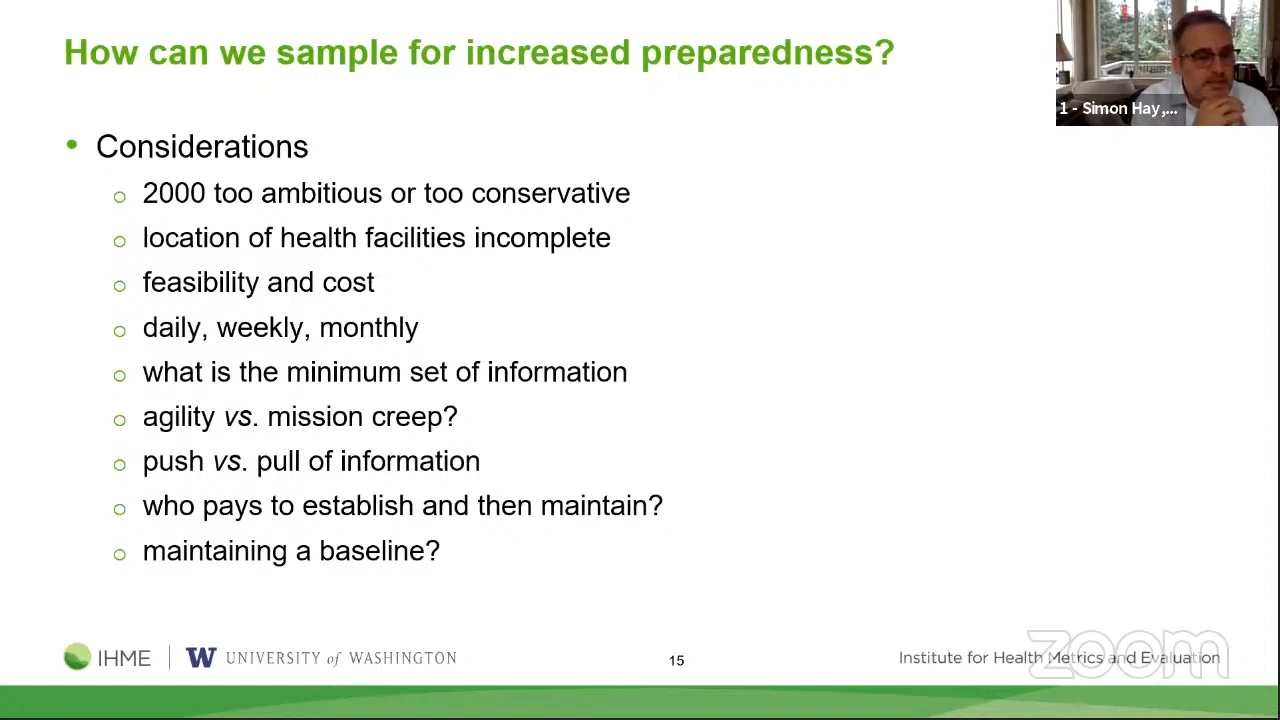 How can we sample for increased preparedness?
1 - Simon Hay,...
• Considerations
o 2000 too ambitious or too conservative
o location of health facilities incomplete
o feasibility and cost
o daily, weekly, monthly
o what is the minimum set of information
o agility vs. mission creep?
o push vs. pull of information
o who pays to establish and then maintain?
o maintaining a baseline?
IHME | W UNIVERSITY of WASHINGTON
15
Institute for Health Metrics and Evaluation
zoom